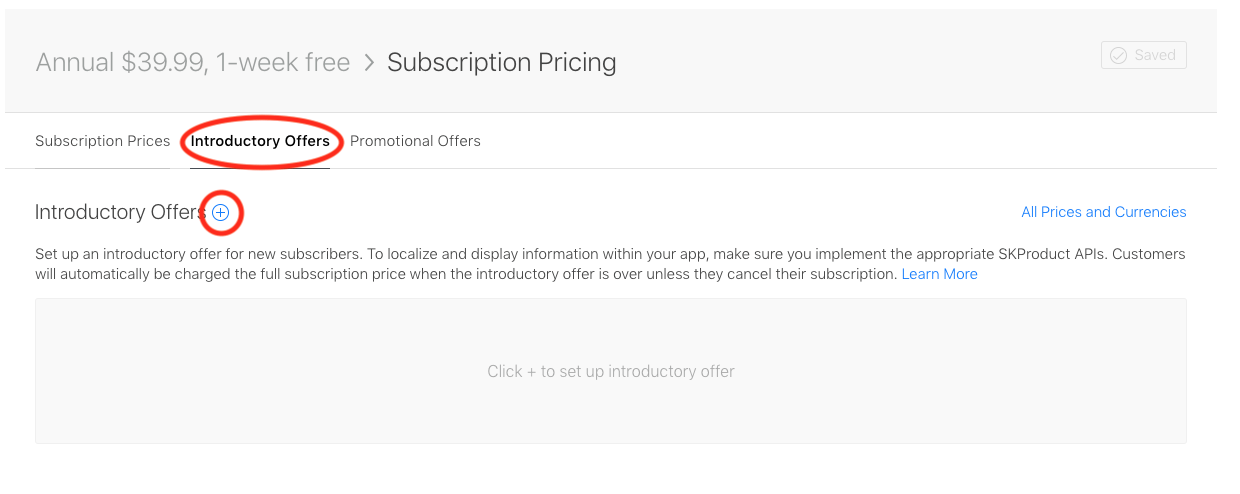 Annual $39.99, 1-week free > Subscription Pricing
Saved
Subscription Prices Introductory Offers Promotional Offers
Introductory Offers
All Prices and Currencies
Set up an introductory offer for new subscribers. To localize and display information within your app, make sure you implement the appropriate SKProduct APIs. Customers
will automatically be charged the full subscription price when the introductory offer is over unless they cancel their subscription. Learn More
Click + to set up introductory offer